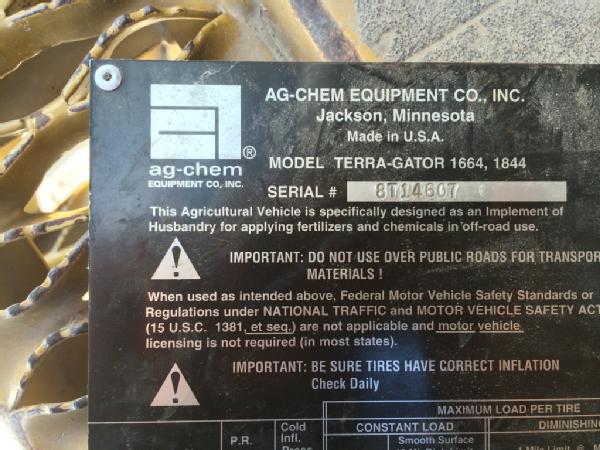 AG-CHEM EQUIPMENT CO., INC.
Jackson, Minnesota
Made in U.S.A.
ag-chem ®
EQUIPMENT CO, INC.
MODEL TERRA-GATOR 1664, 1844
SERIAL # 8T14607
This Agricultural Vehicle is specifically designed as an Implement of
Husbandry for applying fertilizers and chemicals in off-road use.
IMPORTANT: DO NOT USE OVER PUBLIC ROADS FOR TRANSPOR
MATERIALS !
When used as intended above, Federal Motor Vehicle Safety Standards or
Regulations under NATIONAL TRAFFIC and MOTOR VEHICLE SAFETY ACT
(15 U.S.C. 1381, et seq.) are not applicable and motor vehicle
licensing is not required (in most states).
IMPORTANT: BE SURE TIRES HAVE CORRECT INFLATION
Check Daily
MAXIMUM LOAD PER TIRE
P.R.
Cold
Infl.
Press
CONSTANT LOAD
DIMINISHIN
Smooth Surface
1 Mile Limit